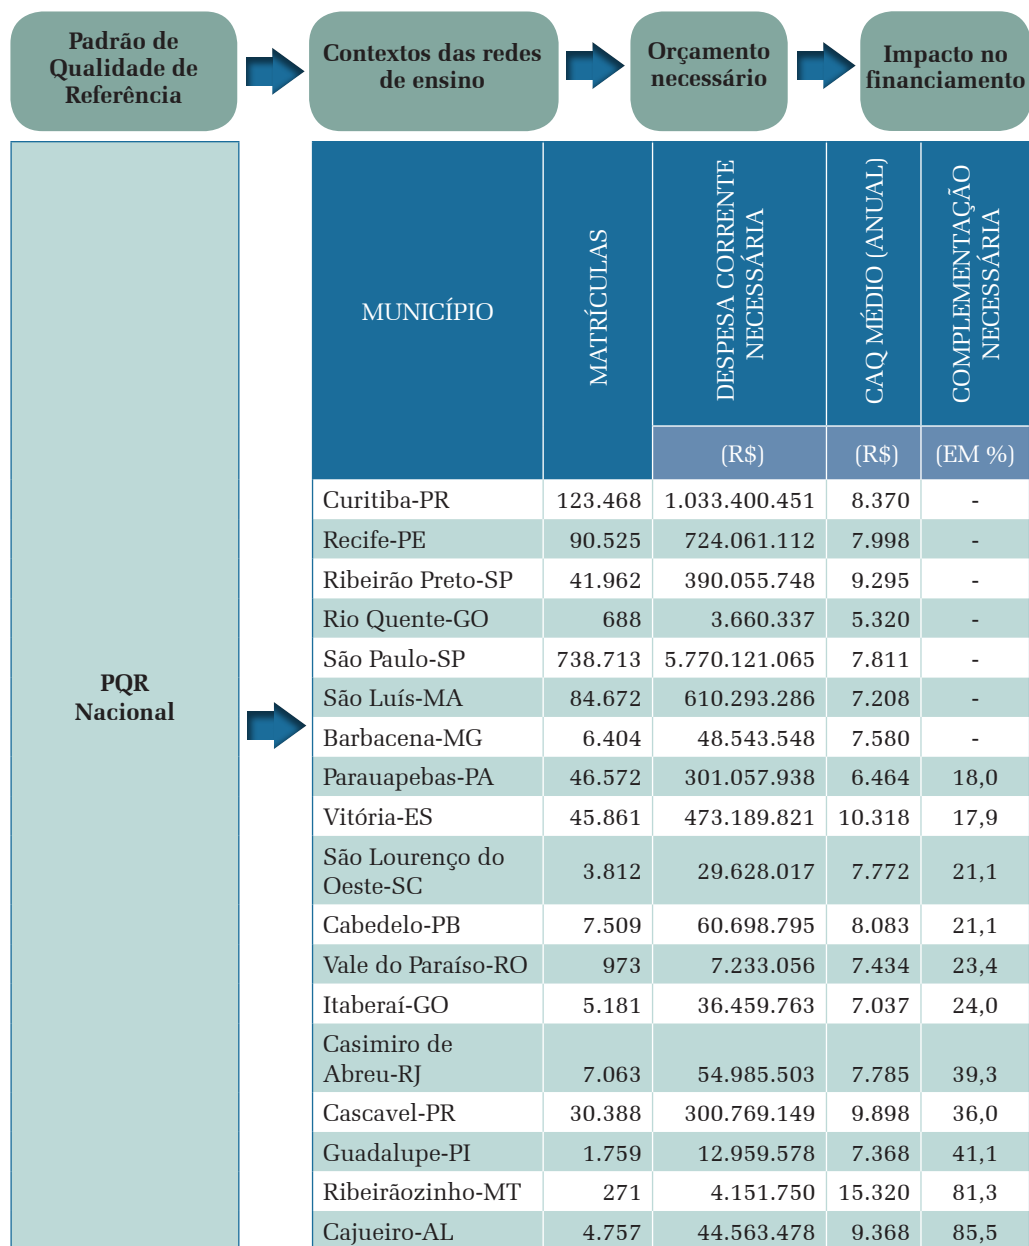 Padrão de
Qualidade de
Referência
Contextos das redes
de ensino
Orçamento
necessário
Impacto no
financiamento
PQR
Nacional
MUNICÍPIO
MATRÍCULAS
DESPESA CORRENTE
NECESSÁRIA
CAQ MÉDIO (ANUAL)
COMPLEMENTAÇÃO
NECESSÁRIA
(R$) (R$) (EM %)
Curitiba-PR 123.468 1.033.400.451 8.370 -
Recife-PE 90.525 724.061.112 7.998 -
Ribeirão Preto-SP 41.962 390.055.748 9.295 -
Rio Quente-GO 688 3.660.337 5.320 -
São Paulo-SP 738.713 5.770.121.065 7.811 -
São Luís-MA 84.672 610.293.286 7.208 -
Barbacena-MG 6.404 48.543.548 7.580 -
Parauapebas-PA 46.572 301.057.938 6.464 18,0
Vitória-ES 45.861 473.189.821 10.318 17,9
São Lourenço do
Oeste-SC 3.812 29.628.017 7.772 21,1
Cabedelo-PB 7.509 60.698.795 8.083 21,1
Vale do Paraíso-RO 973 7.233.056 7.434 23,4
Itaberaí-GO 5.181 36.459.763 7.037 24,0
Casimiro de
Abreu-RJ 7.063 54.985.503 7.785 39,3
Cascavel-PR 30.388 300.769.149 9.898 36,0
Guadalupe-PI 1.759 12.959.578 7.368 41,1
Ribeirãozinho-MT 271 4.151.750 15.320 81,3
Cajueiro-AL 4.757 44.563.478 9.368 85,5